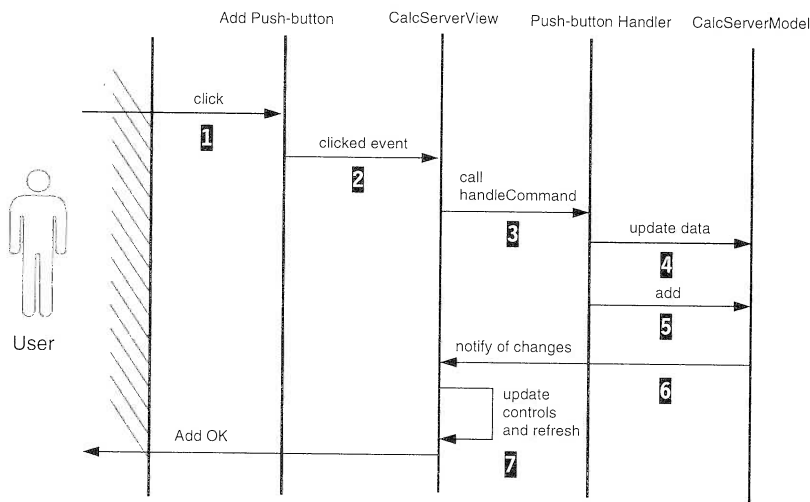 Add Push-button
CalcServerView
Push-button Handler
CalcServerModel
click
1
clicked event
2
call
handleCommand
3
update data
4
add
5
notify of changes
6
update
controls
and refresh
7
Add OK
User